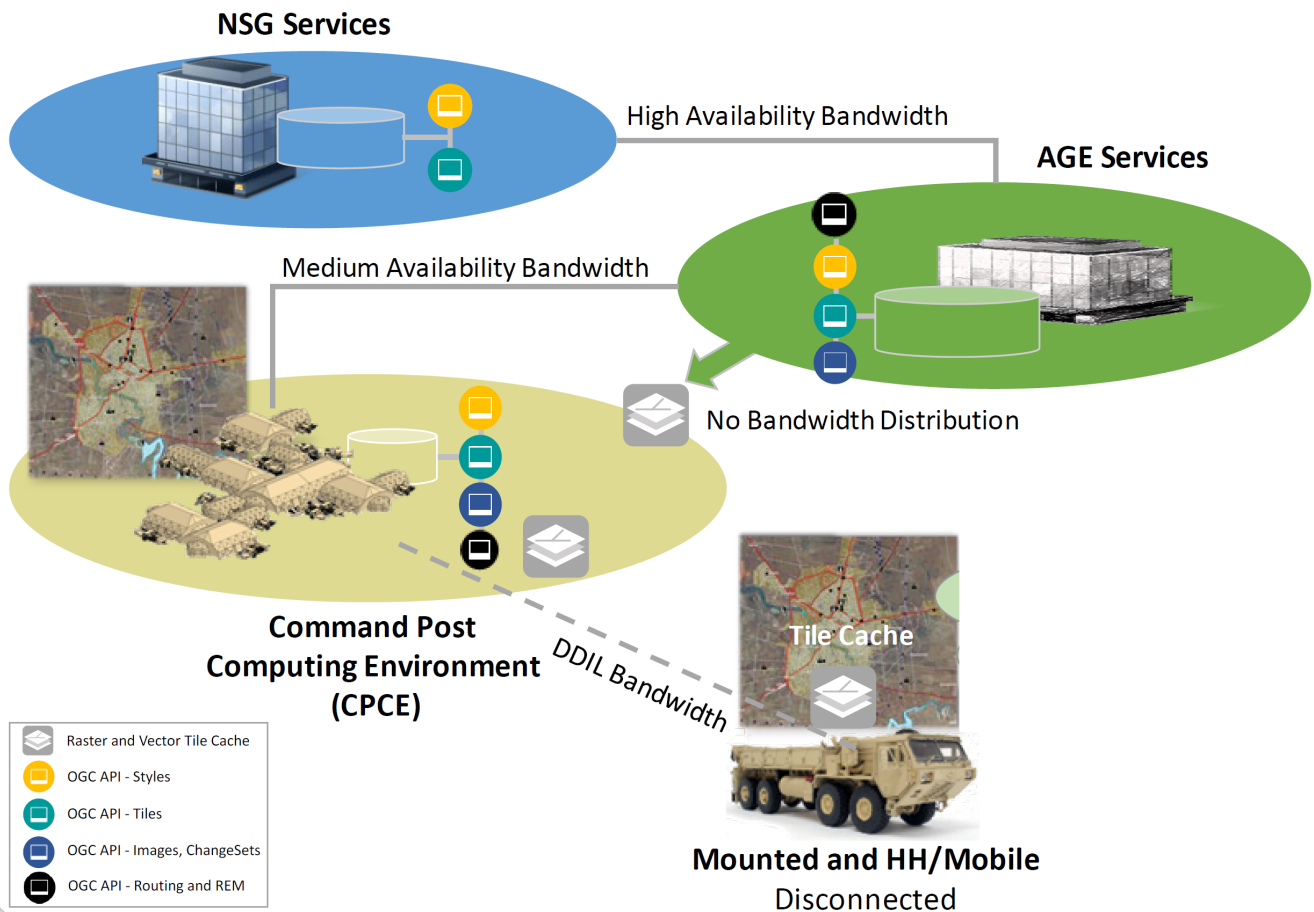 NSG Services
High Availability Bandwidth
AGE Services
Medium Availability Bandwidth
No Bandwidth Distribution
Command Post
Computing Environment
(CPCE)
DDIL Bandwidth
Tile Cache
Mounted and HH/Mobile
Disconnected
Raster and Vector Tile Cache
OGC API - Styles
OGC API - Tiles
OGC API - Images, ChangeSets
OGC API - Routing and REM